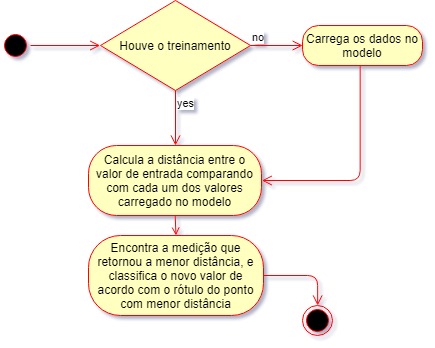 Houve o treinamento
no
Carrega os dados no
modelo
yes
Calcula a distância entre o
valor de entrada comparando
com cada um dos valores
carregado no modelo
Encontra a medição que
retornou a menor distância, e
classifica o novo valor de
acordo com o rótulo do ponto
com menor distância